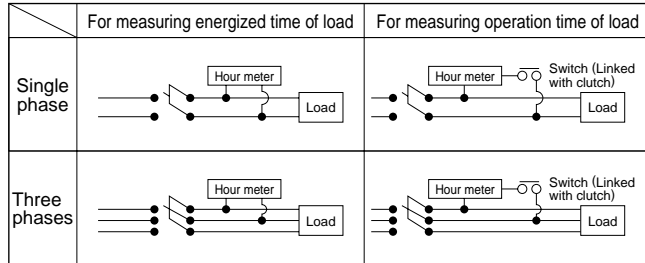 For measuring energized time of load
For measuring operation time of load
Single
phase
Hour meter
Load
Hour meter
Switch (Linked
with clutch)
Load
Three
phases
Hour meter
Load
Hour meter
Switch (Linked
with clutch)
Load